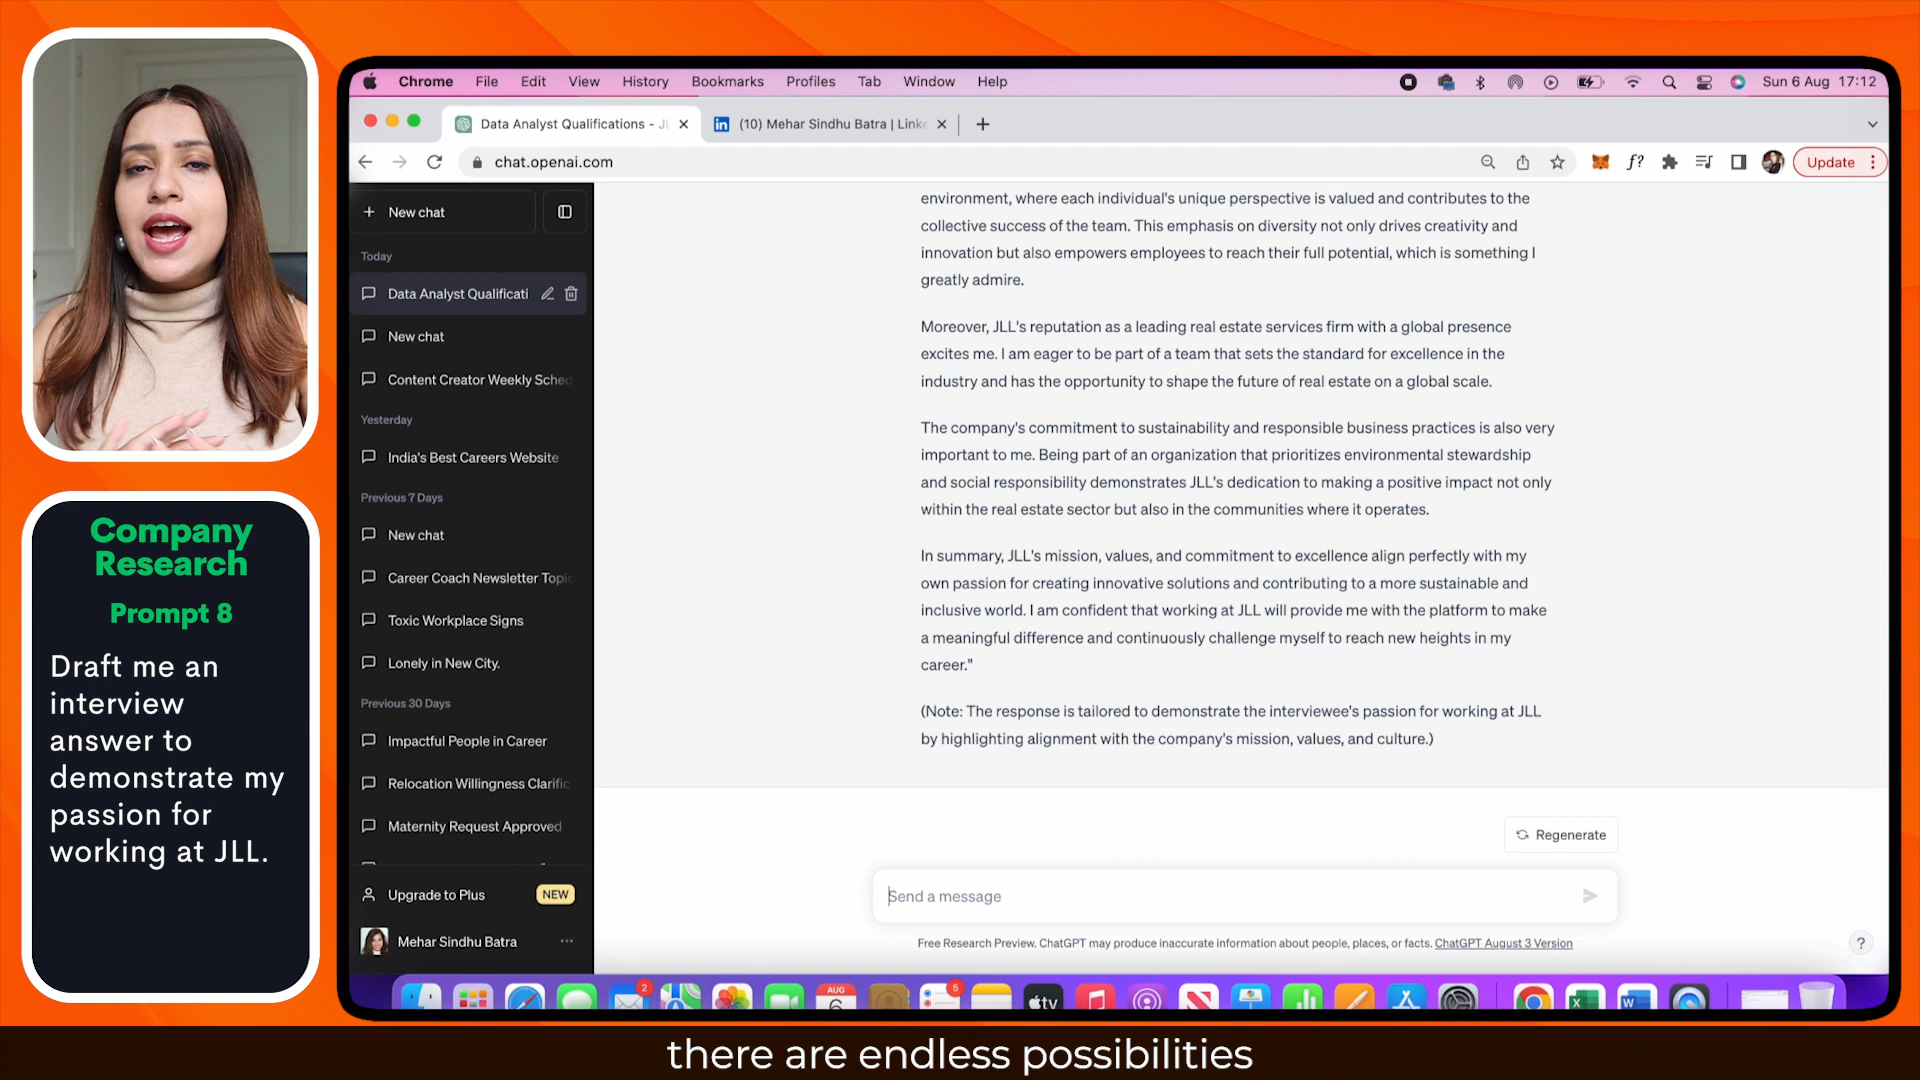 Chrome File Edit View History Bookmarks Profiles Tab Window Help Sun 6 Aug 17:12
Data Analyst Qualifications - JL
(10) Mehar Sindhu Batra | Linke
chat.openai.com
f?
Update
New chat
Today
Data Analyst Qualificati
New chat
Content Creator Weekly Sched
Yesterday
India's Best Careers Website
Previous 7 Days
New chat
Career Coach Newsletter Topic
Toxic Workplace Signs
Lonely in New City.
Previous 30 Days
Impactful People in Career
Relocation Willingness Clarific
Maternity Request Approved
Upgrade to Plus NEW
Mehar Sindhu Batra
environment, where each individual's unique perspective is valued and contributes to the
collective success of the team. This emphasis on diversity not only drives creativity and
innovation but also empowers employees to reach their full potential, which is something I
greatly admire.
Moreover, JLL's reputation as a leading real estate services firm with a global presence
excites me. I am eager to be part of a team that sets the standard for excellence in the
industry and has the opportunity to shape the future of real estate on a global scale.
The company's commitment to sustainability and responsible business practices is also very
important to me. Being part of an organization that prioritizes environmental stewardship
and social responsibility demonstrates JLL's dedication to making a positive impact not only
within the real estate sector but also in the communities where it operates.
In summary, JLL's mission, values, and commitment to excellence align perfectly with my
own passion for creating innovative solutions and contributing to a more sustainable and
inclusive world. I am confident that working at JLL will provide me with the platform to make
a meaningful difference and continuously challenge myself to reach new heights in my
career."
(Note: The response is tailored to demonstrate the interviewee's passion for working at JLL
by highlighting alignment with the company's mission, values, and culture.)
Regenerate
Send a message
Free Research Preview. ChatGPT may produce inaccurate information about people, places, or facts. ChatGPT August 3 Version
?
2
AUG
6
5
tv
X
W
Company
Research
Prompt 8
Draft me an
interview
answer to
demonstrate my
passion for
working at JLL.
there are endless possibilities